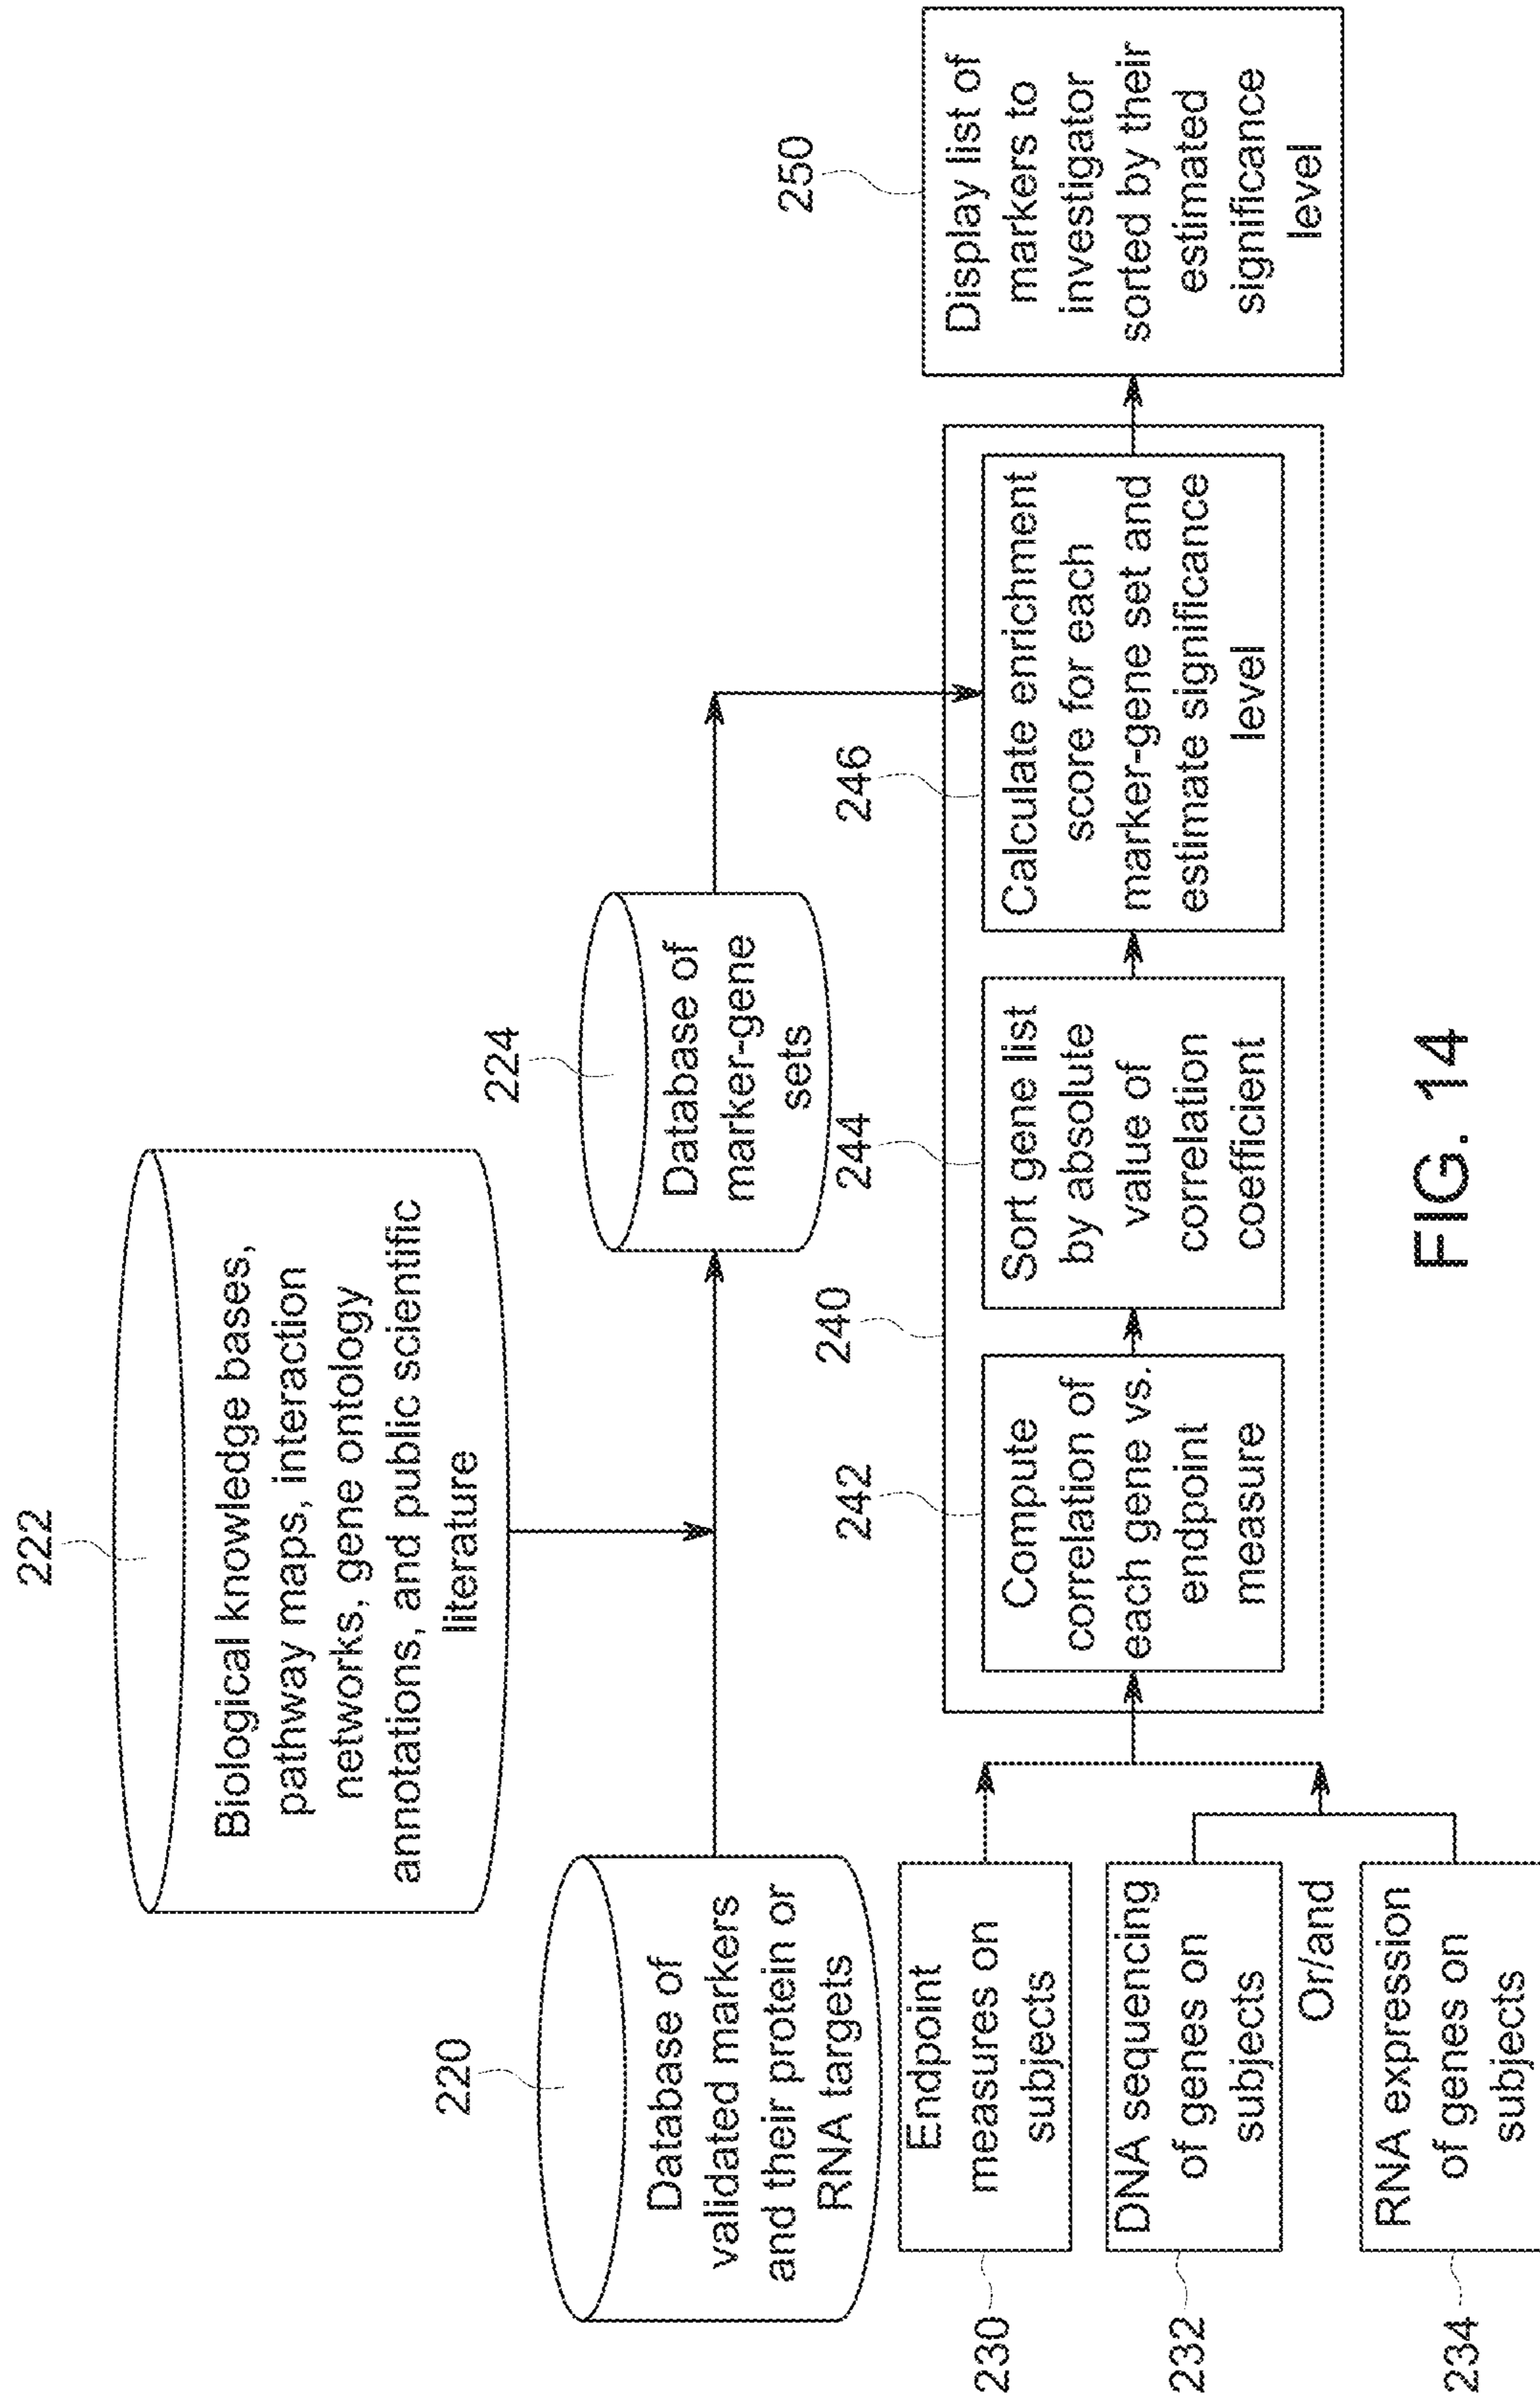 222
Biological knowledge bases,
pathway maps, interaction
networks, gene ontology
annotations, and public scientific
literature
220
Database of
validated markers
and their protein or
RNA targets
224
Database of
marker-gene
sets
230
Endpoint
measures on
subjects
232
DNA sequencing
of genes on
subjects
Or/and
234
RNA expression
of genes on
subjects
240
242
Compute
correlation of
each gene vs.
endpoint
measure
244
Sort gene list
by absolute
value of
correlation
coefficient
246
Calculate enrichment
score for each
marker-gene set and
estimate significance
level
250
Display list of
markers to
investigator
sorted by their
estimated
significance
level
FIG. 14